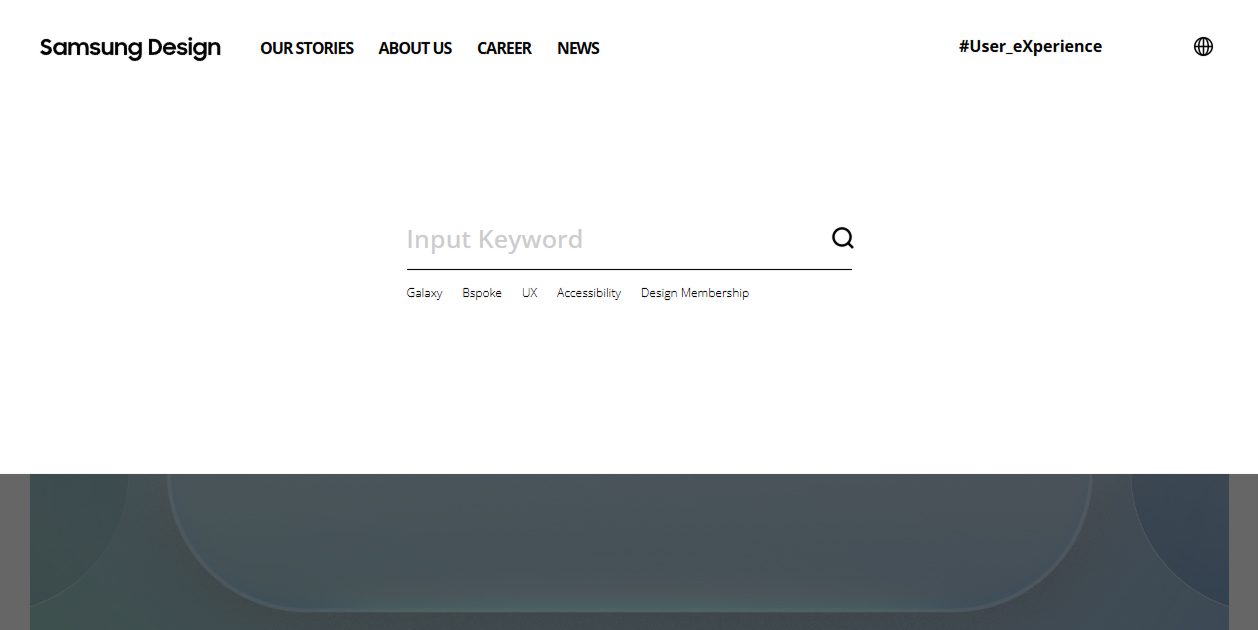 Samsung Design OUR STORIES ABOUT US CAREER NEWS #User_eXperience
Input Keyword
Galaxy Bspoke UX Accessibility Design Membership